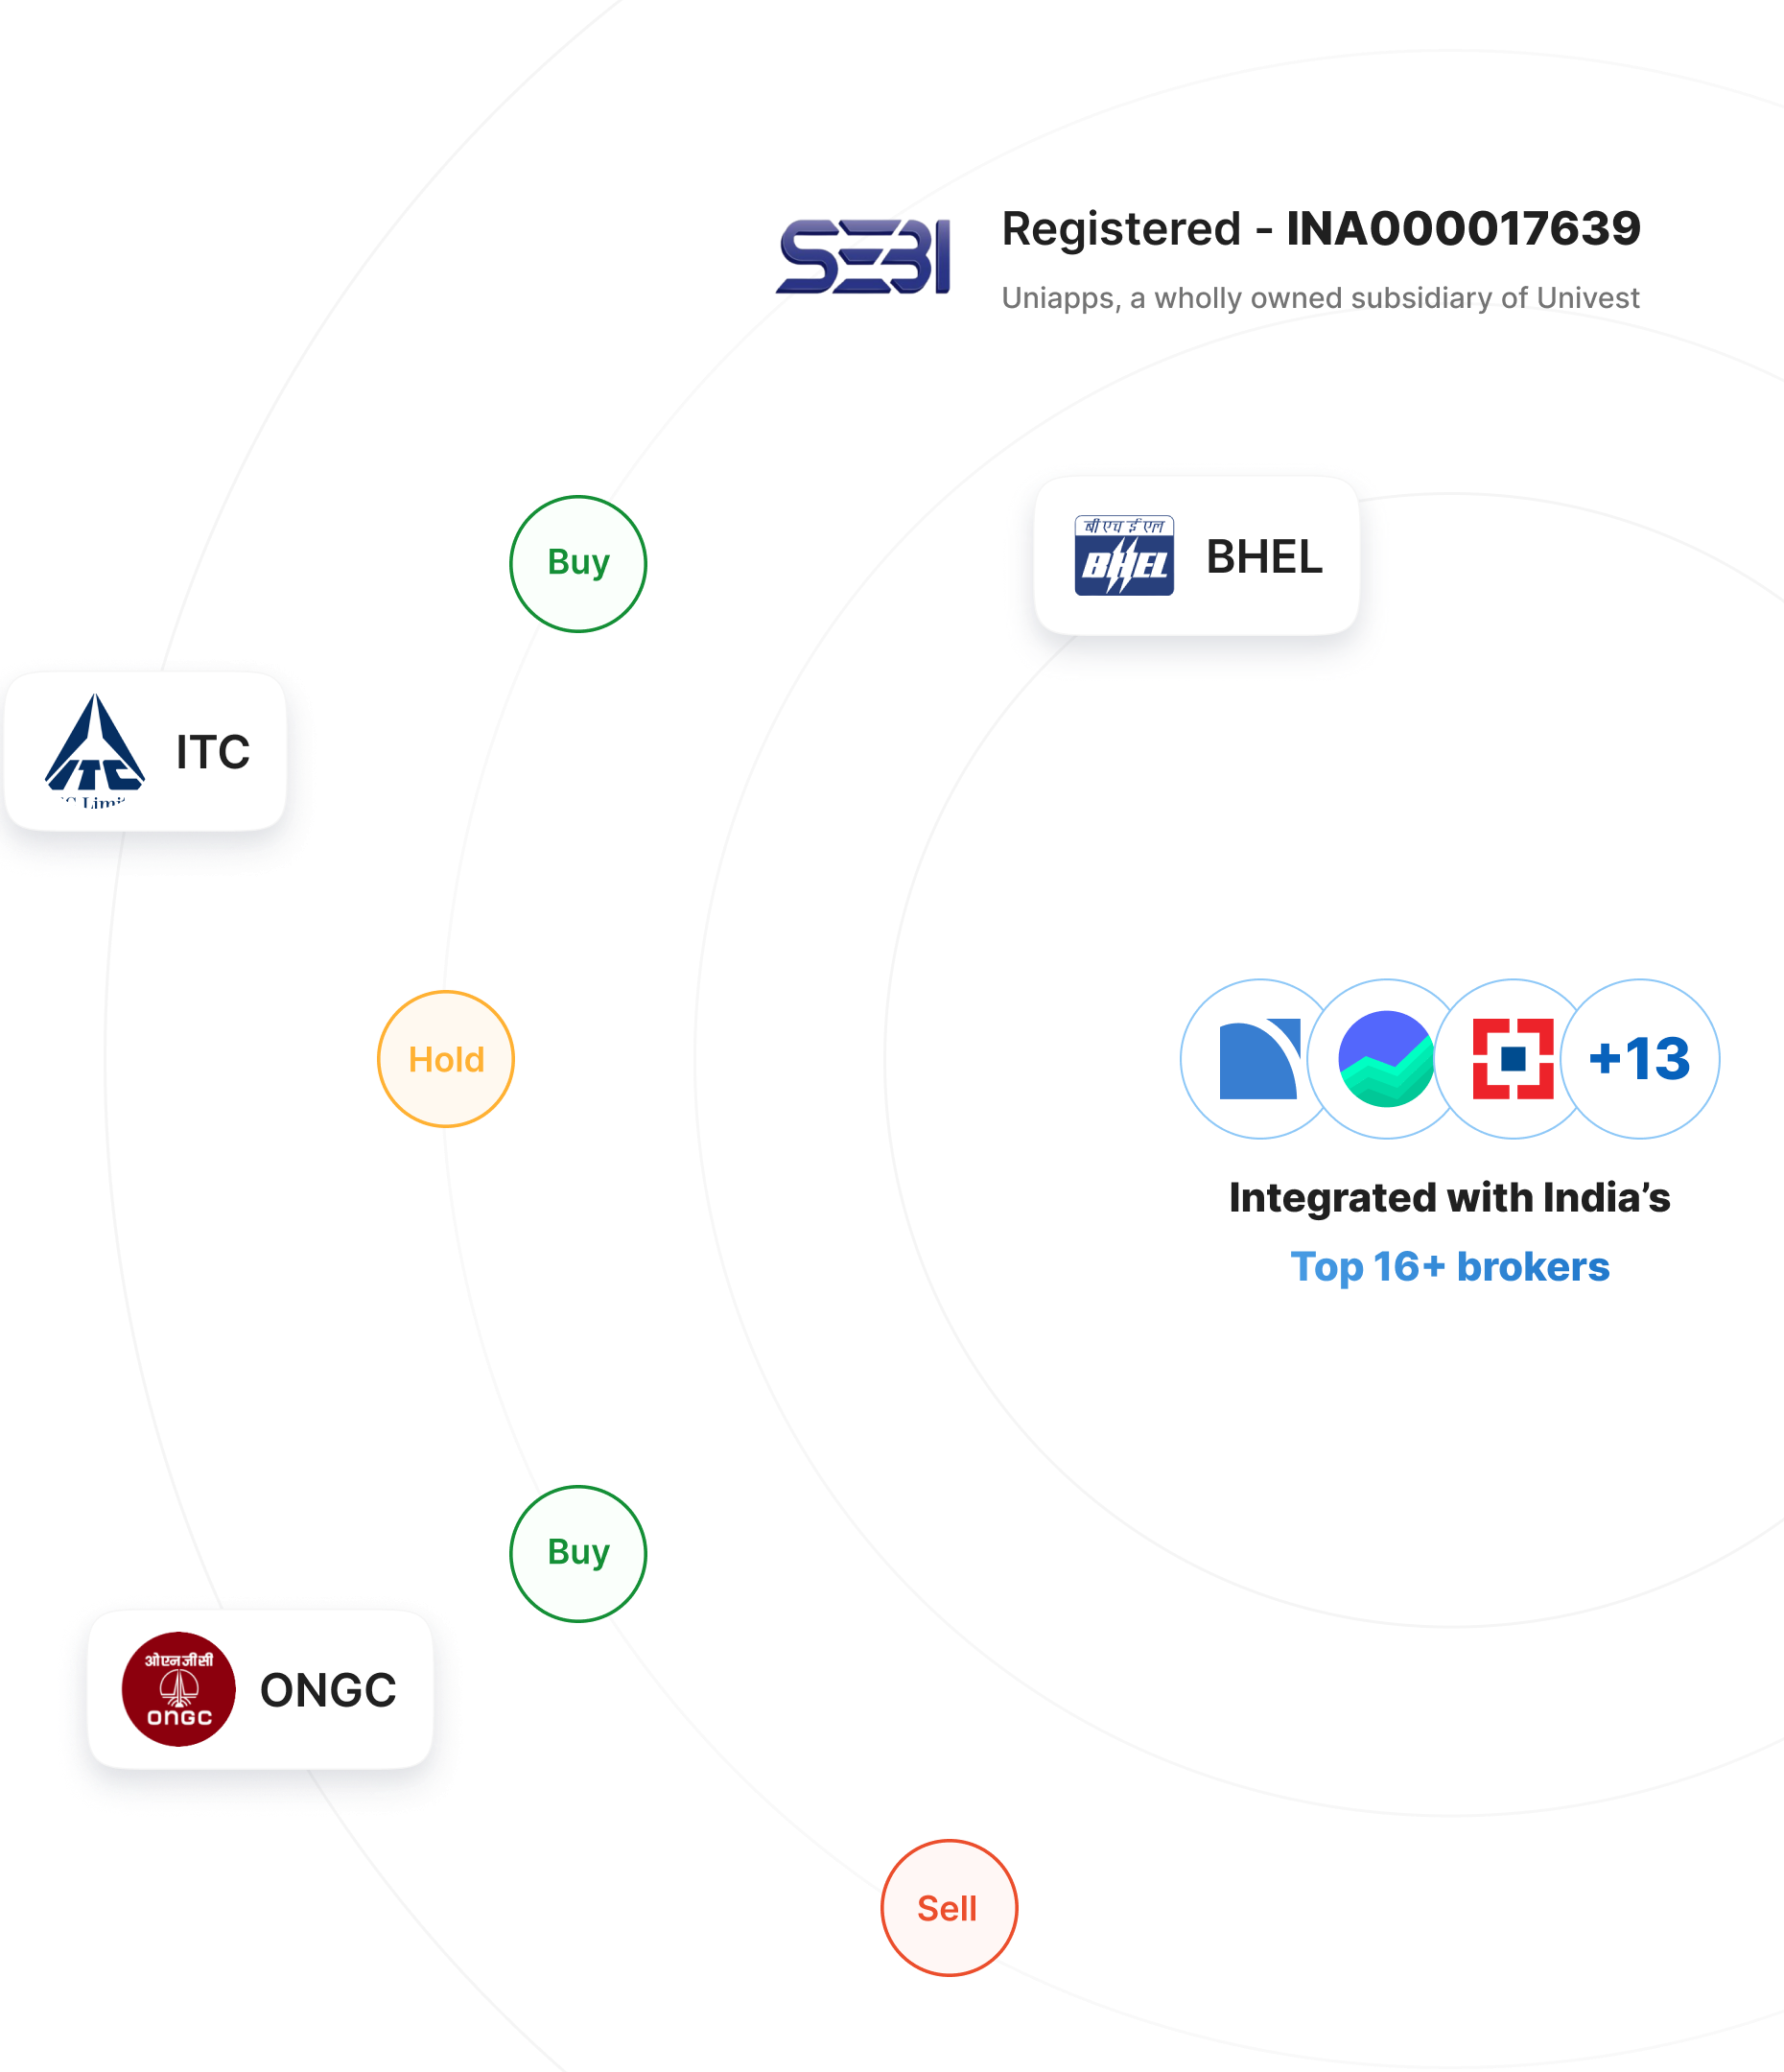 SEBI
Registered - INA000017639
Uniapps, a wholly owned subsidiary of Univest
Buy
बी एच ई एल
BHEL
BHEL
ITC
ITC
Hold
+13
Integrated with India’s
Top 16+ brokers
Buy
ओएनजीसी
ONGC
ONGC
Sell